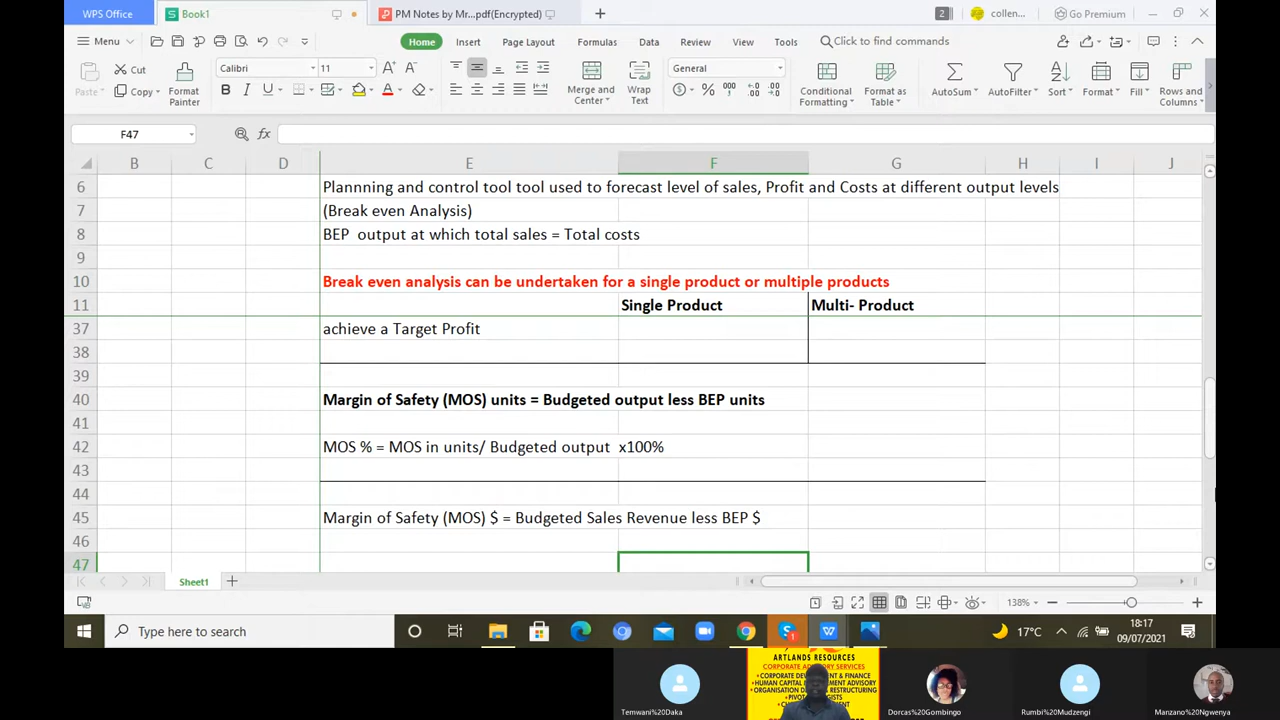 WPS Office
Book1
PM Notes by Mr...pdf(Encrypted)
2
collen...
Go Premium
Menu
Home
Insert
Page Layout
Formulas
Data
Review
View
Tools
Click to find commands
Paste
Cut
Copy
Format Painter
Calibri
11
General
Merge and Center
Wrap Text
Conditional Formatting
Format as Table
AutoSum
AutoFilter
Sort
Format
Fill
Rows and Columns
F47
fx
B C D E F G H I J
6 Plannning and control tool tool used to forecast level of sales, Profit and Costs at different output levels
7 (Break even Analysis)
8 BEP output at which total sales = Total costs
9
10 Break even analysis can be undertaken for a single product or multiple products
11 Single Product Multi- Product
37 achieve a Target Profit
38
39
40 Margin of Safety (MOS) units = Budgeted output less BEP units
41
42 MOS % = MOS in units/ Budgeted output x100%
43
44
45 Margin of Safety (MOS) $ = Budgeted Sales Revenue less BEP $
46
47
Sheet1
138%
Type here to search
17°C
18:17
09/07/2021
ARTLANDS RESOURCES
CORPORATE ADVISORY SERVICES
• CORPORATE DEVELOPMENT & FINANCE
Temwani%20Daka
Dorcas%20Gombingo
Rumbi%20Mudzengi
Manzano%20Ngwenya